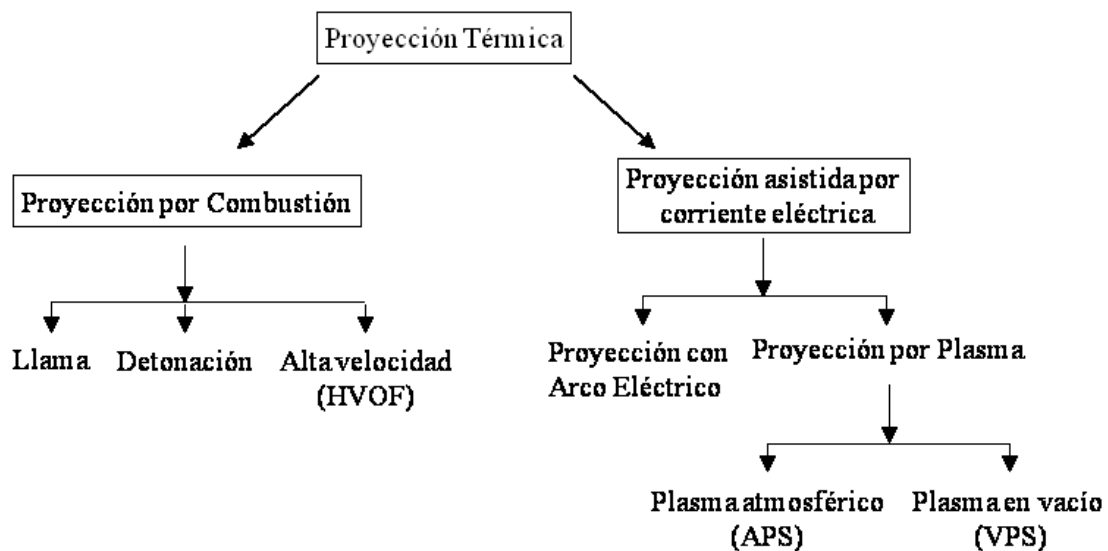 Proyección Térmica
Proyección por Combustión
Proyección asistida por
corriente eléctrica
Llama
Detonación
Alta velocidad
(HVOF)
Proyección con
Arco Eléctrico
Proyección por Plasma
Plasma atmosférico
(APS)
Plasma en vacío
(VPS)